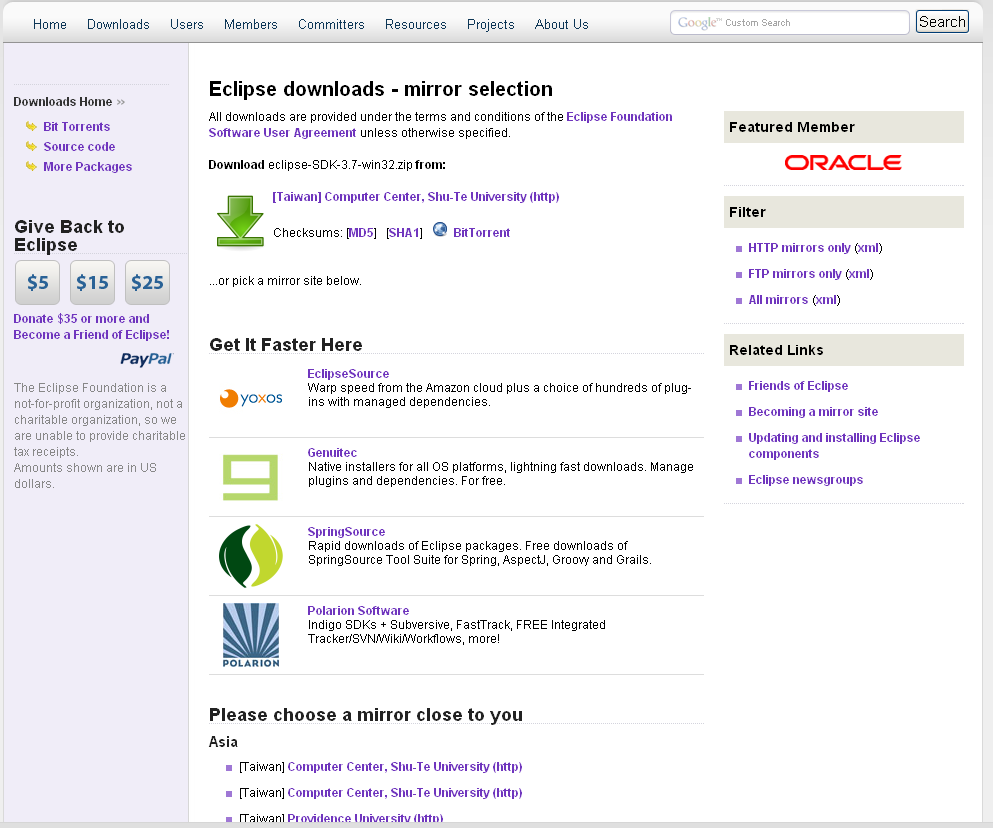 Home Downloads Users Members Committers Resources Projects About Us Google™ Custom Search Search
Downloads Home »
Bit Torrents
Source code
More Packages
Give Back to
Eclipse
$5 $15 $25
Donate $35 or more and
Become a Friend of Eclipse!
PayPal
The Eclipse Foundation is a
not-for-profit organization, not a
charitable organization, so we
are unable to provide charitable
tax receipts.
Amounts shown are in US
dollars.
Eclipse downloads - mirror selection
All downloads are provided under the terms and conditions of the Eclipse Foundation
Software User Agreement unless otherwise specified.
Download eclipse-SDK-3.7-win32.zip from:
[Taiwan] Computer Center, Shu-Te University (http)
Checksums: [MD5] [SHA1] BitTorrent
...or pick a mirror site below.
Get It Faster Here
EclipseSource
yoxos
Warp speed from the Amazon cloud plus a choice of hundreds of plug-
ins with managed dependencies.
Genuitec
Native installers for all OS platforms, lightning fast downloads. Manage
plugins and dependencies. For free.
SpringSource
Rapid downloads of Eclipse packages. Free downloads of
SpringSource Tool Suite for Spring, AspectJ, Groovy and Grails.
Polarion Software
Indigo SDKs + Subversive, FastTrack, FREE Integrated
Tracker/SVN/Wiki/Workflows, more!
POLARION
Please choose a mirror close to you
Asia
[Taiwan] Computer Center, Shu-Te University (http)
[Taiwan] Computer Center, Shu-Te University (http)
[Taiwan] Providence University (http)
Featured Member
ORACLE
Filter
HTTP mirrors only (xml)
FTP mirrors only (xml)
All mirrors (xml)
Related Links
Friends of Eclipse
Becoming a mirror site
Updating and installing Eclipse
components
Eclipse newsgroups